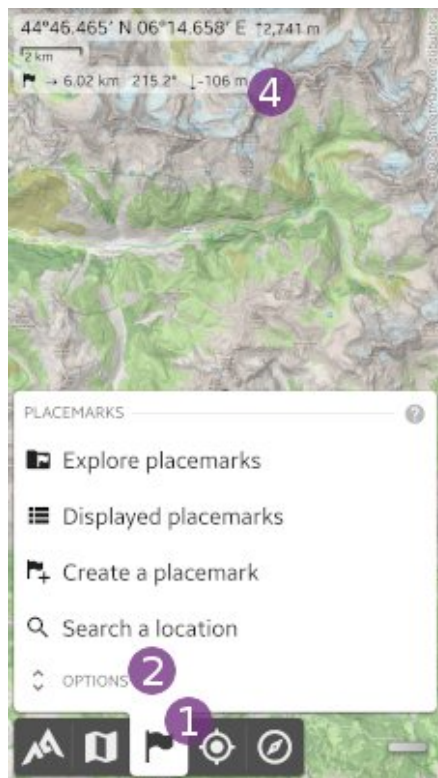 44°46.465′ N 06°14.658′ E ↑2,741 m
2 km
→ 6.02 km 215.2° ↓-106 m
4
PLACEMARKS
?
Explore placemarks
Displayed placemarks
Create a placemark
Search a location
OPTIONS
2
1